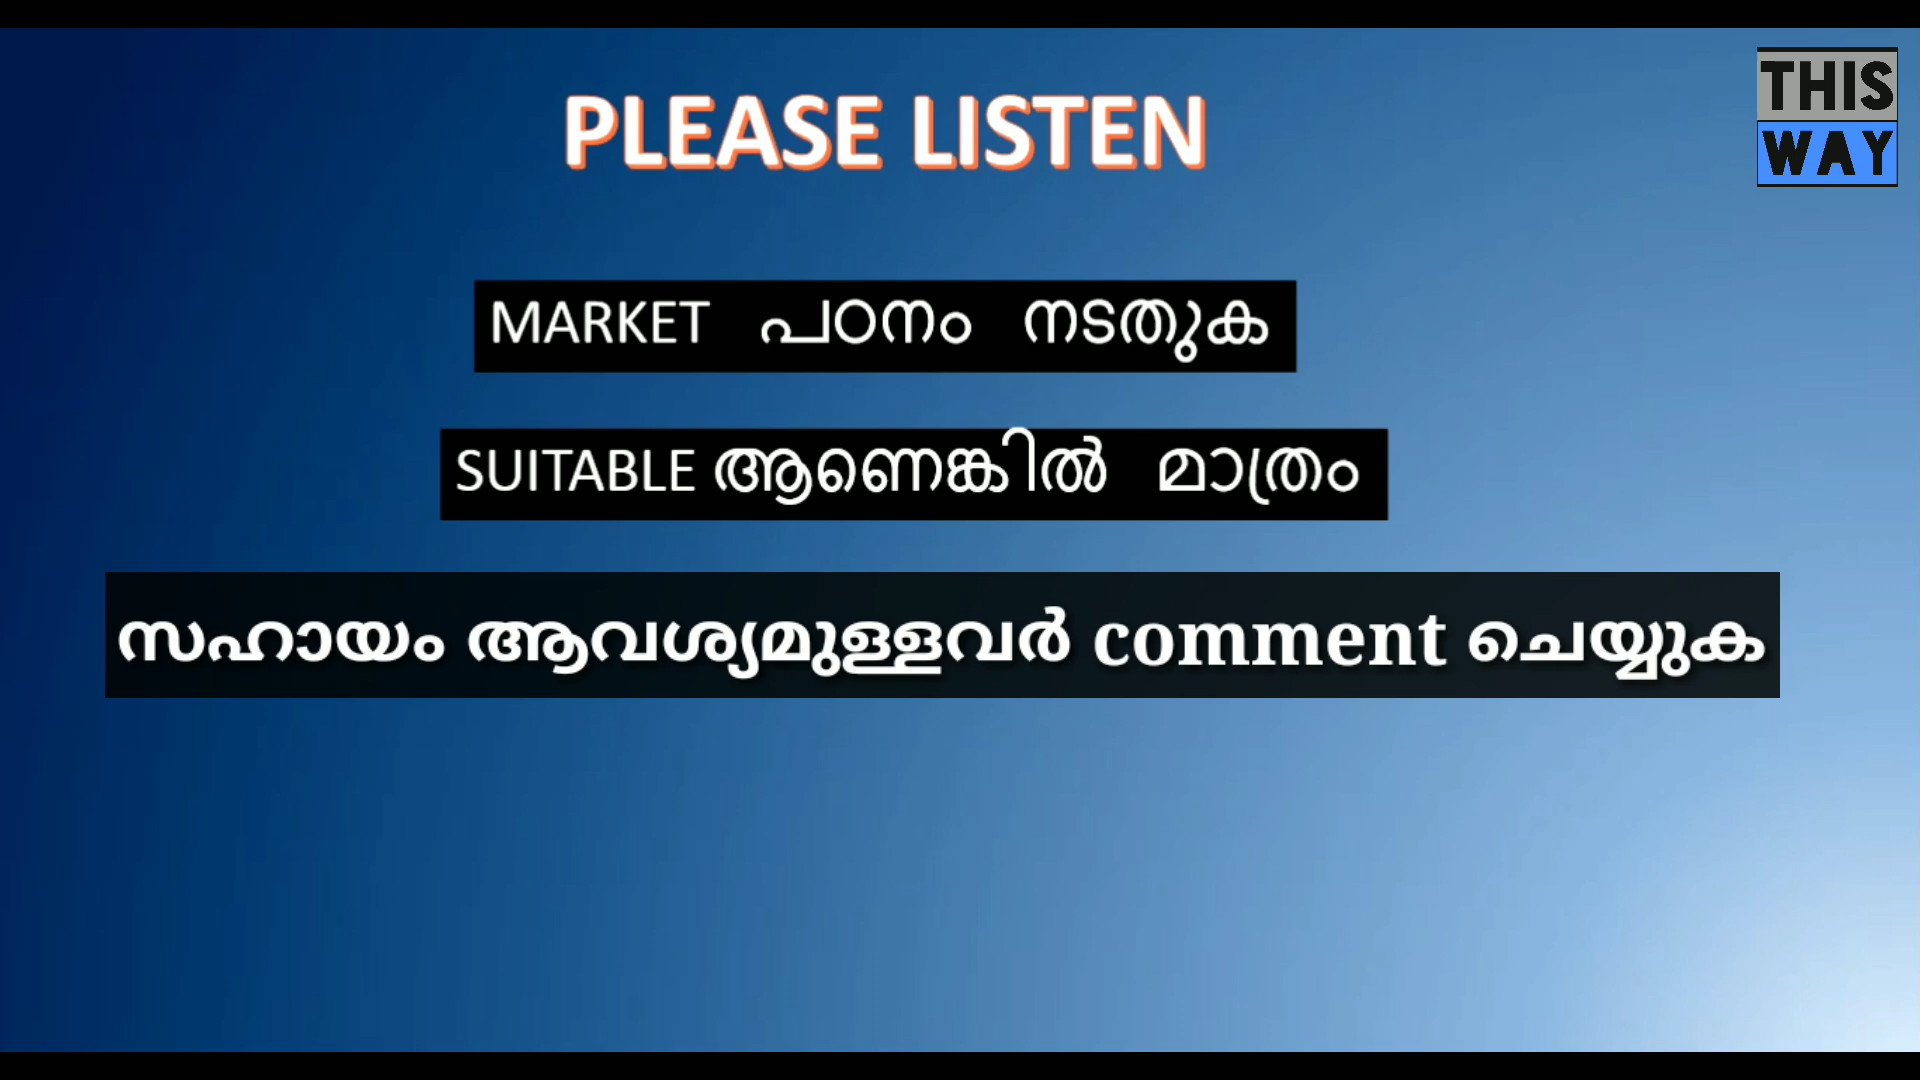 PLEASE LISTEN
THIS
WAY
MARKET പഠനം നടതുക
SUITABLE ആണെങ്കിൽ മാത്രം
സഹായം ആവശ്യമുള്ളവർ comment ചെയ്യുക